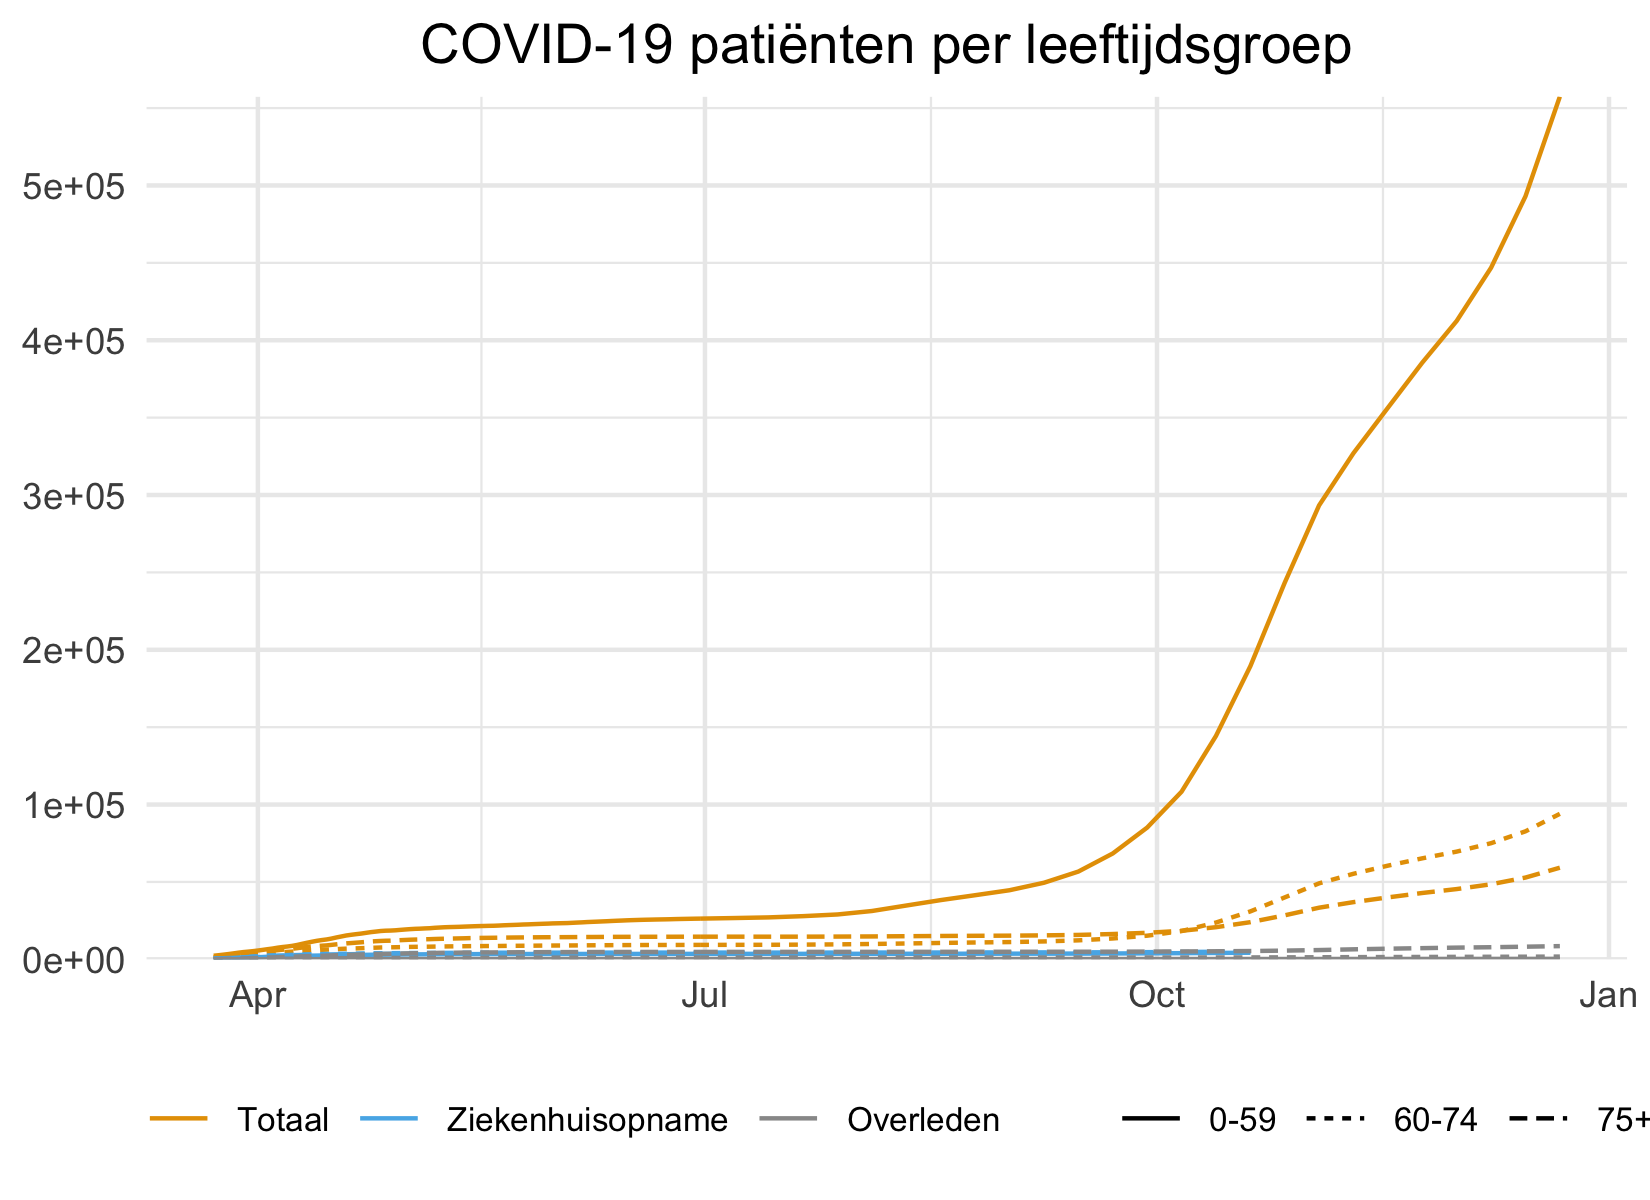 COVID-19 patiënten per leeftijdsgroep
5e+05
4e+05
3e+05
2e+05
1e+05
0e+00
Apr Jul Oct Jan
Totaal Ziekenhuisopname Overleden 0-59 60-74 75+